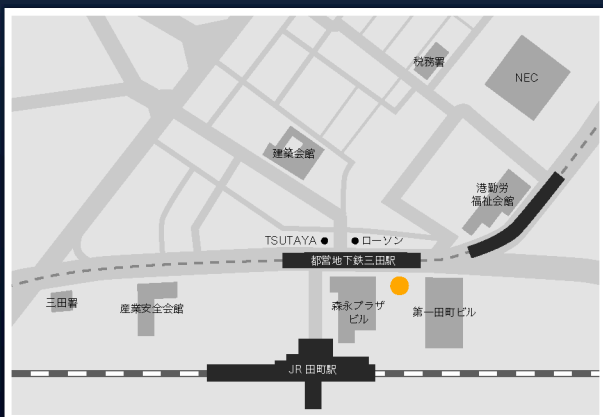 税務署
NEC
建築会館
港勤労
福祉会館
TSUTAYA
ローソン
都営地下鉄三田駅
三田署
産業安全会館
森永プラザ
ビル
第一田町ビル
JR 田町駅